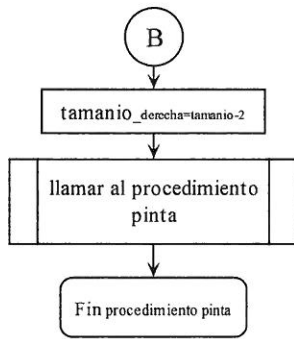 B
tamanio_derecha=tamanio-2
llamar al procedimiento
pinta
Fin procedimiento pinta